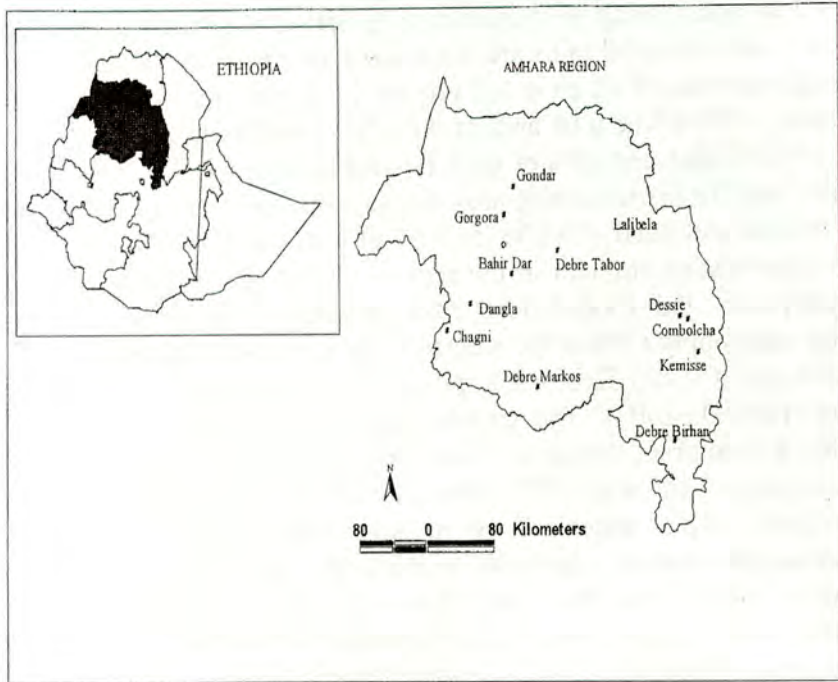 ETHIOPIA
AMHARA REGION
Gondar
Gorgora
Lalibela
Debre Tabor
Bahir Dar
Dangla
Dessie
Combolcha
Chagni
Kemisse
Debre Markos
Debre Birhan
N
80 0 80 Kilometers